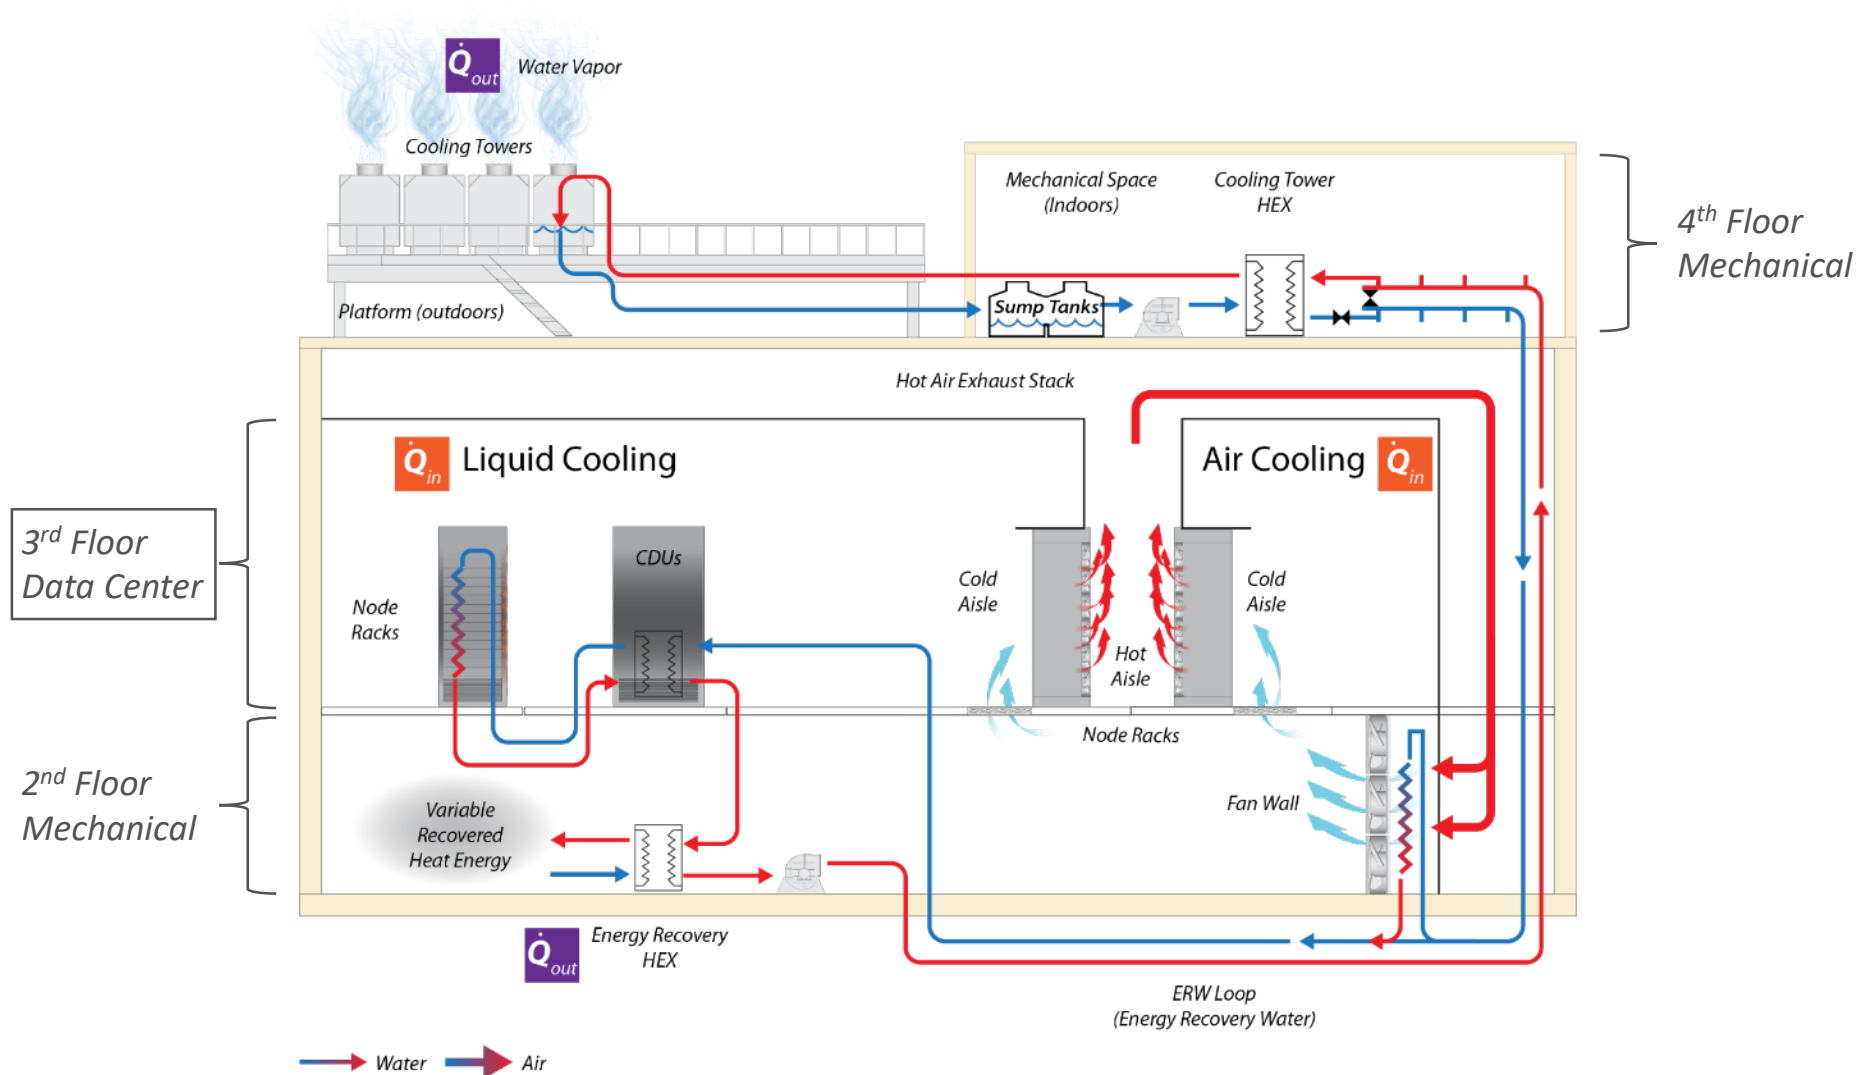 Q̇out
Water Vapor
Cooling Towers
Mechanical Space
(Indoors)
Cooling Tower
HEX
4th Floor
Mechanical
Platform (outdoors)
Sump Tanks
Hot Air Exhaust Stack
Q̇in
Liquid Cooling
Air Cooling
Q̇in
3rd Floor
Data Center
Node
Racks
CDUs
Cold
Aisle
Hot
Aisle
Cold
Aisle
Node Racks
2nd Floor
Mechanical
Variable
Recovered
Heat Energy
Fan Wall
Q̇out
Energy Recovery
HEX
ERW Loop
(Energy Recovery Water)
Water
Air